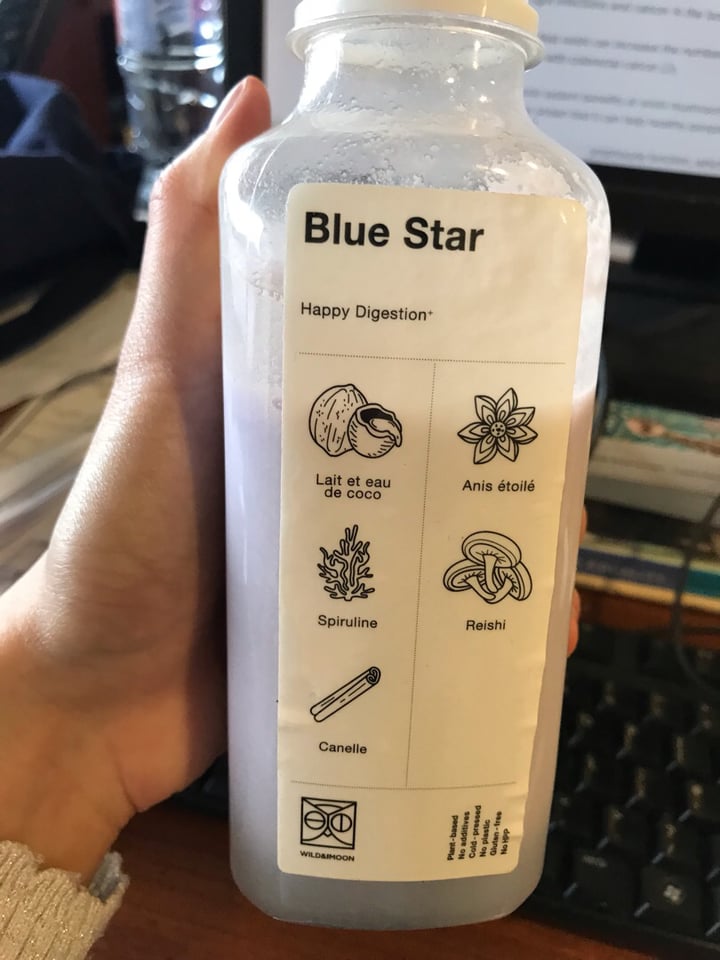 Blue Star
Happy Digestion+
Lait et eau
de coco
Anis étoilé
Spiruline
Reishi
Canelle
WILD&MOON
Plant-based
No additives
Cold-pressed
No plastic
Gluten-free
No HPP